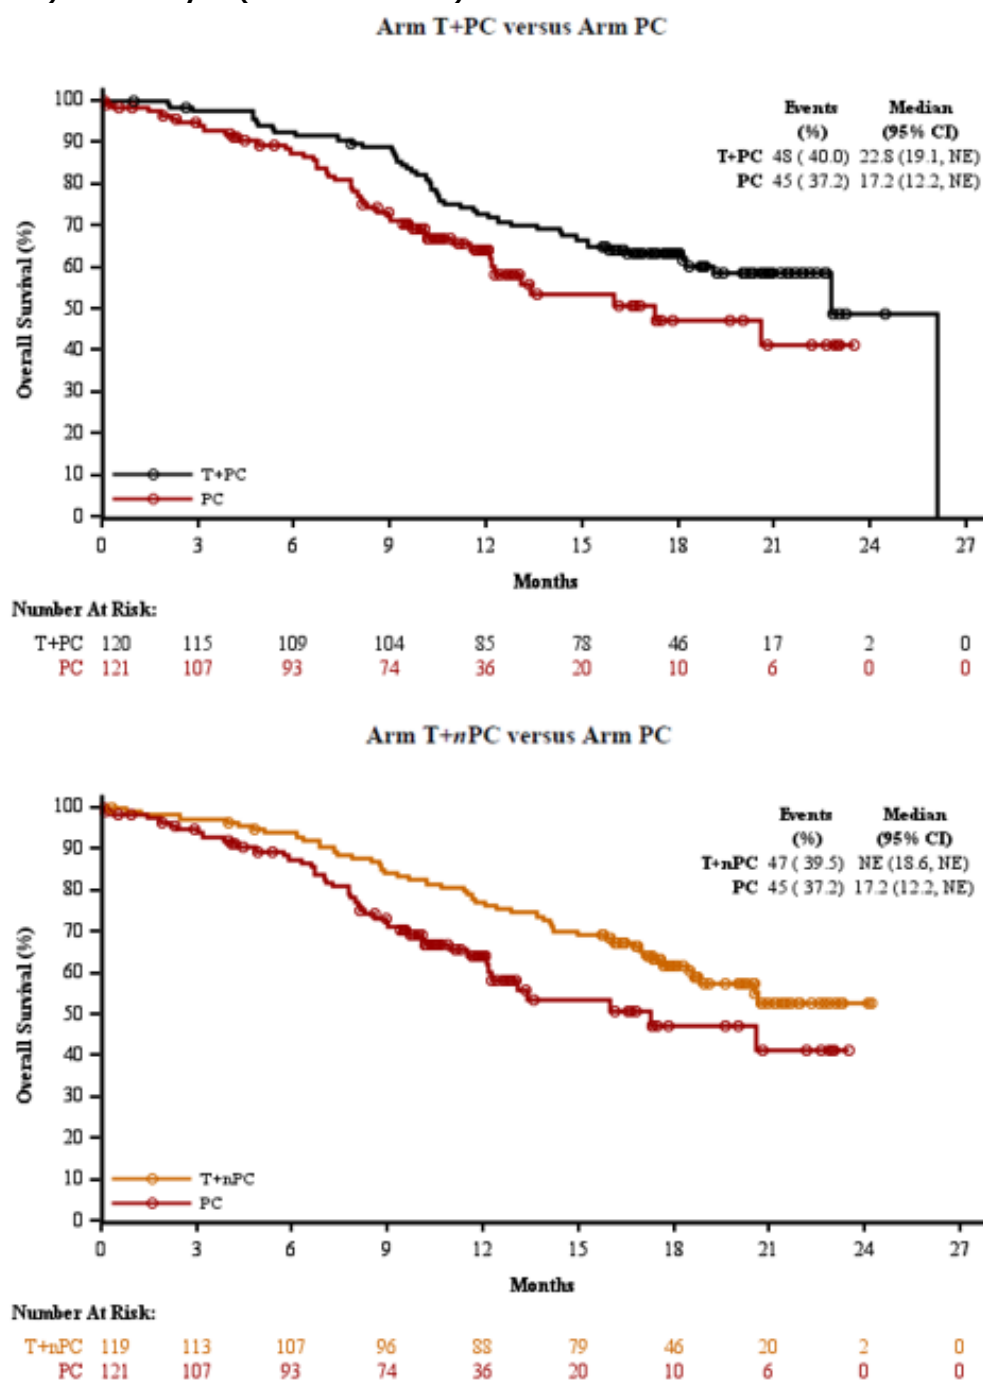 Arm T+PC versus Arm PC
Events Median
(%) (95% CI)
T+PC 48 ( 40.0) 22.8 (19.1, NE)
PC 45 ( 37.2) 17.2 (12.2, NE)
Overall Survival (%)
100
90
80
70
60
50
40
30
20
10
0
T+PC
PC
0 3 6 9 12 15 18 21 24 27
Months
Number At Risk:
T+PC 120 115 109 104 85 78 46 17 2 0
PC 121 107 93 74 36 20 10 6 0 0
Arm T+nPC versus Arm PC
Events Median
(%) (95% CI)
T+nPC 47 ( 39.5) NE (18.6, NE)
PC 45 ( 37.2) 17.2 (12.2, NE)
Overall Survival (%)
100
90
80
70
60
50
40
30
20
10
0
T+nPC
PC
0 3 6 9 12 15 18 21 24 27
Months
Number At Risk:
T+nPC 119 113 107 96 88 79 46 20 2 0
PC 121 107 93 74 36 20 10 6 0 0